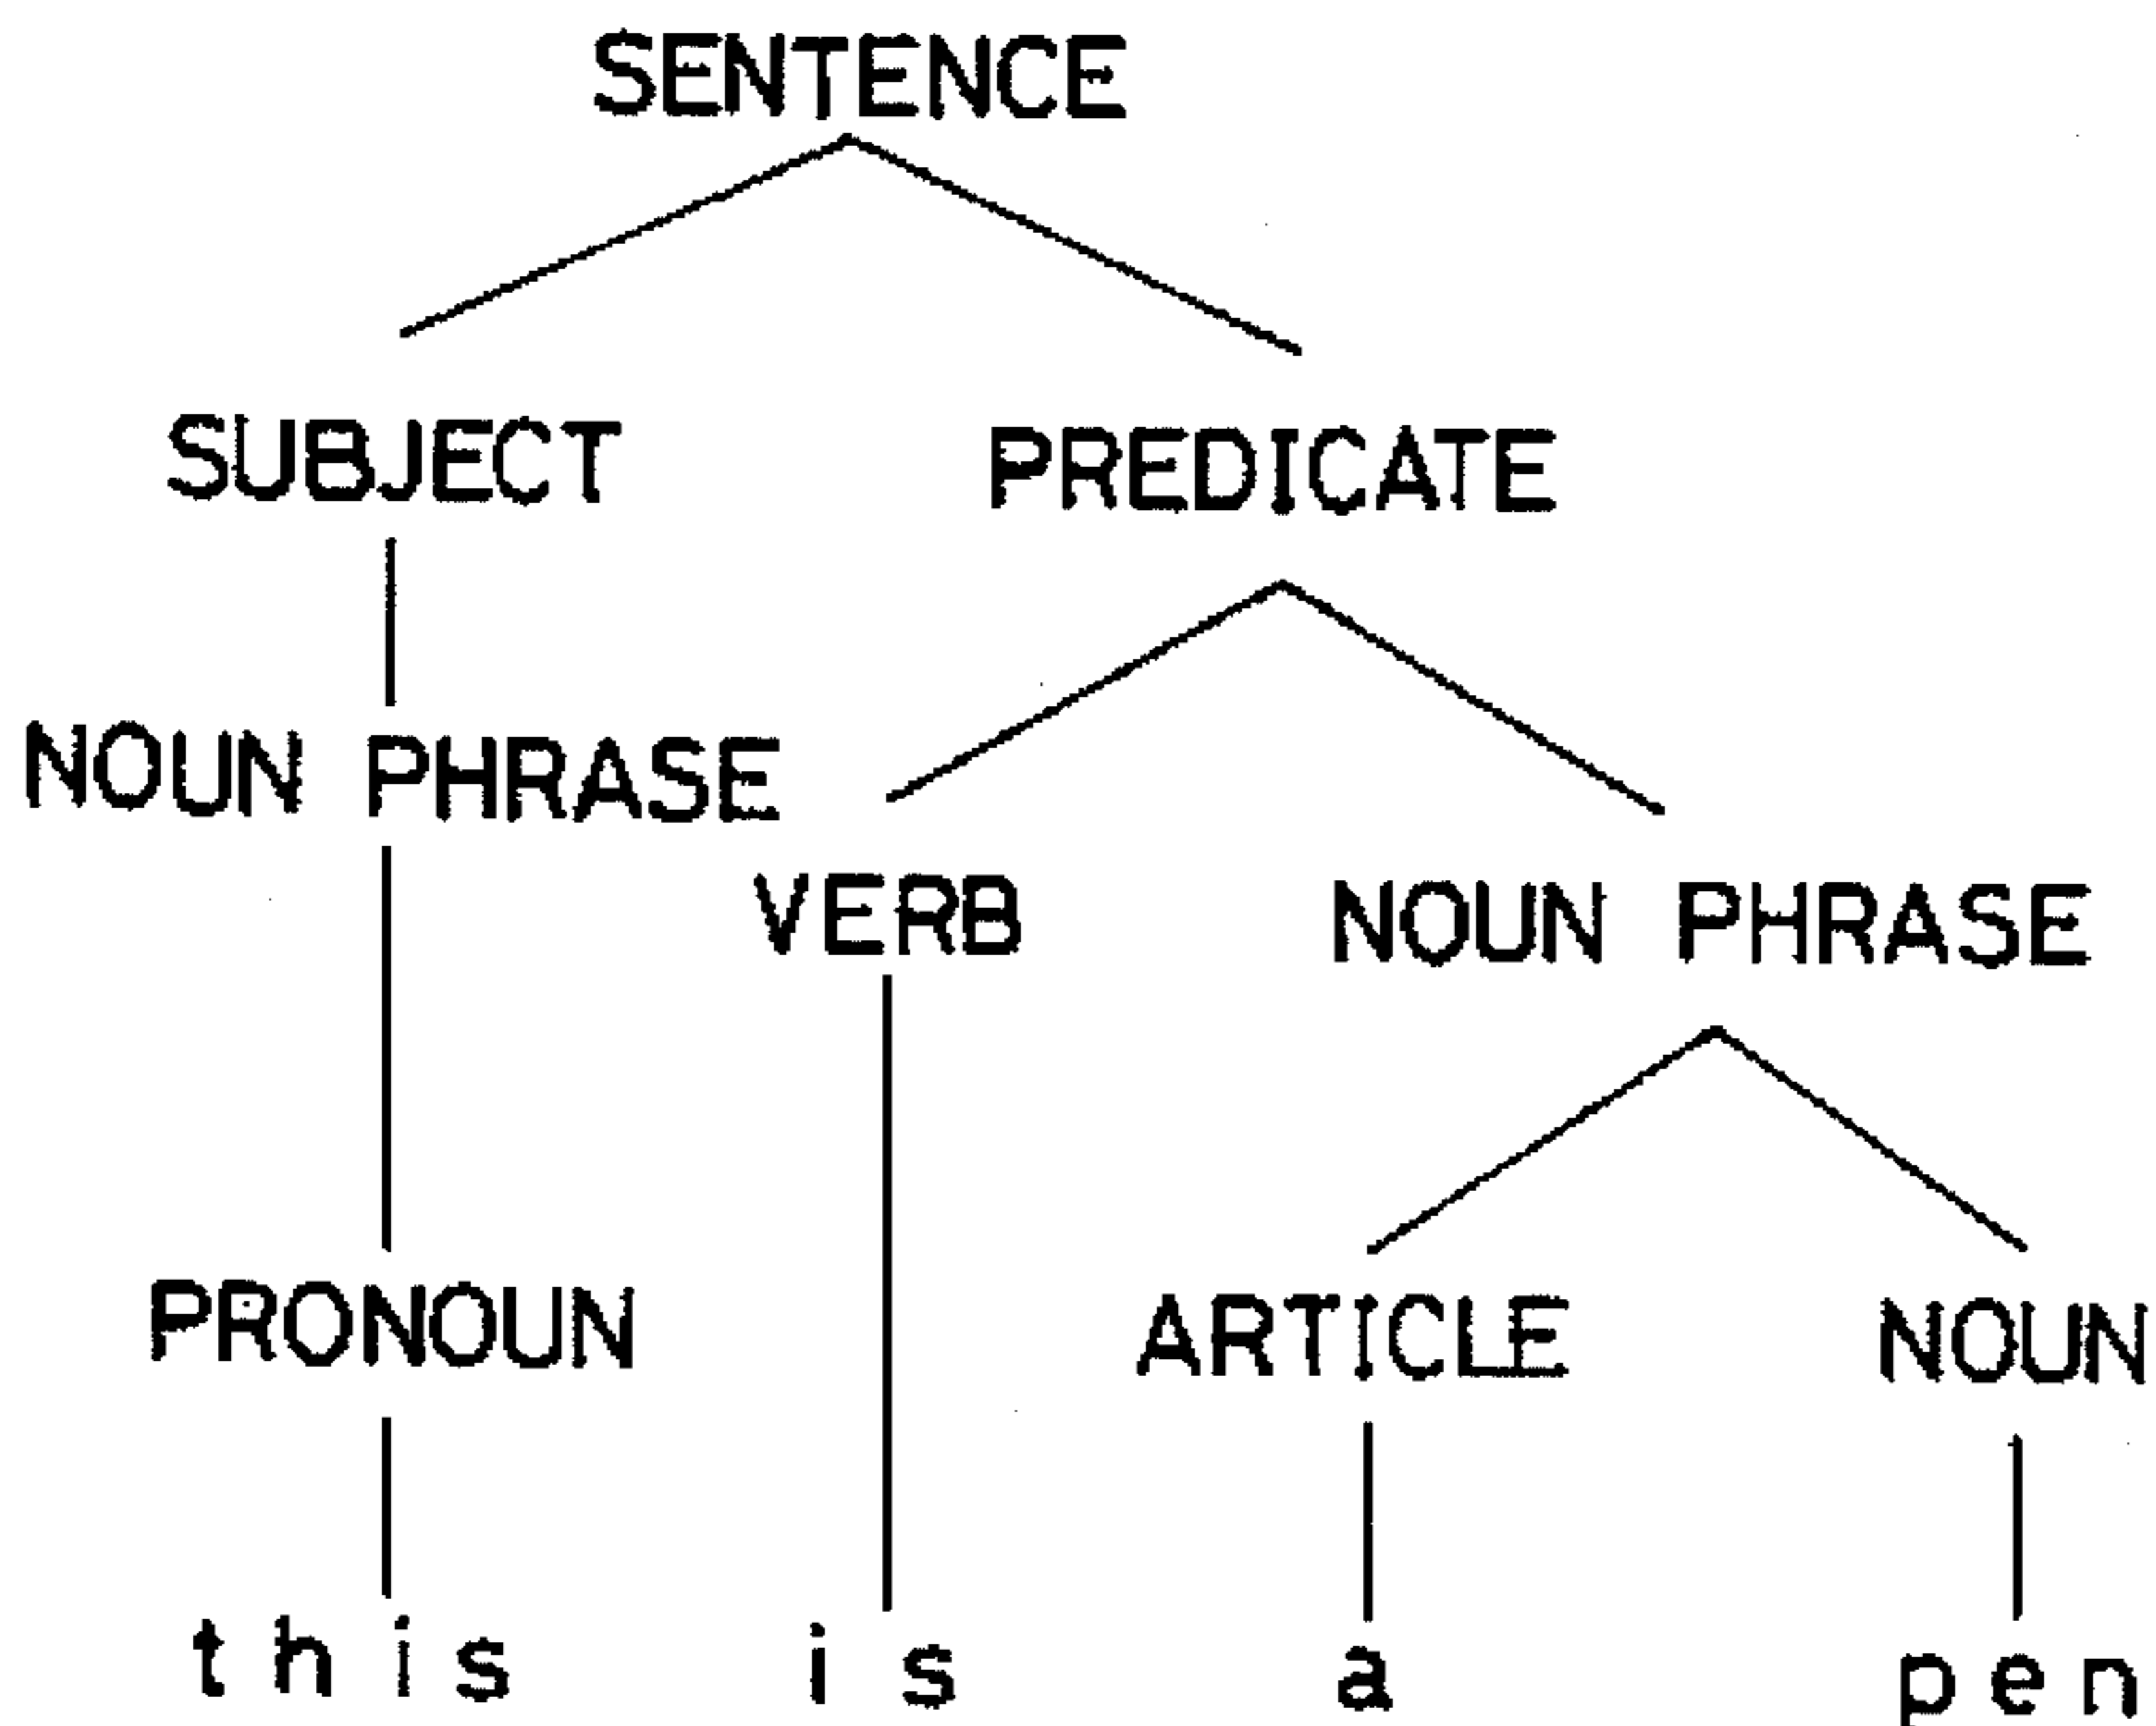 SENTENCE
SUBJECT PREDICATE
NOUN PHRASE
VERB NOUN PHRASE
PRONOUN ARTICLE NOUN
this is a pen